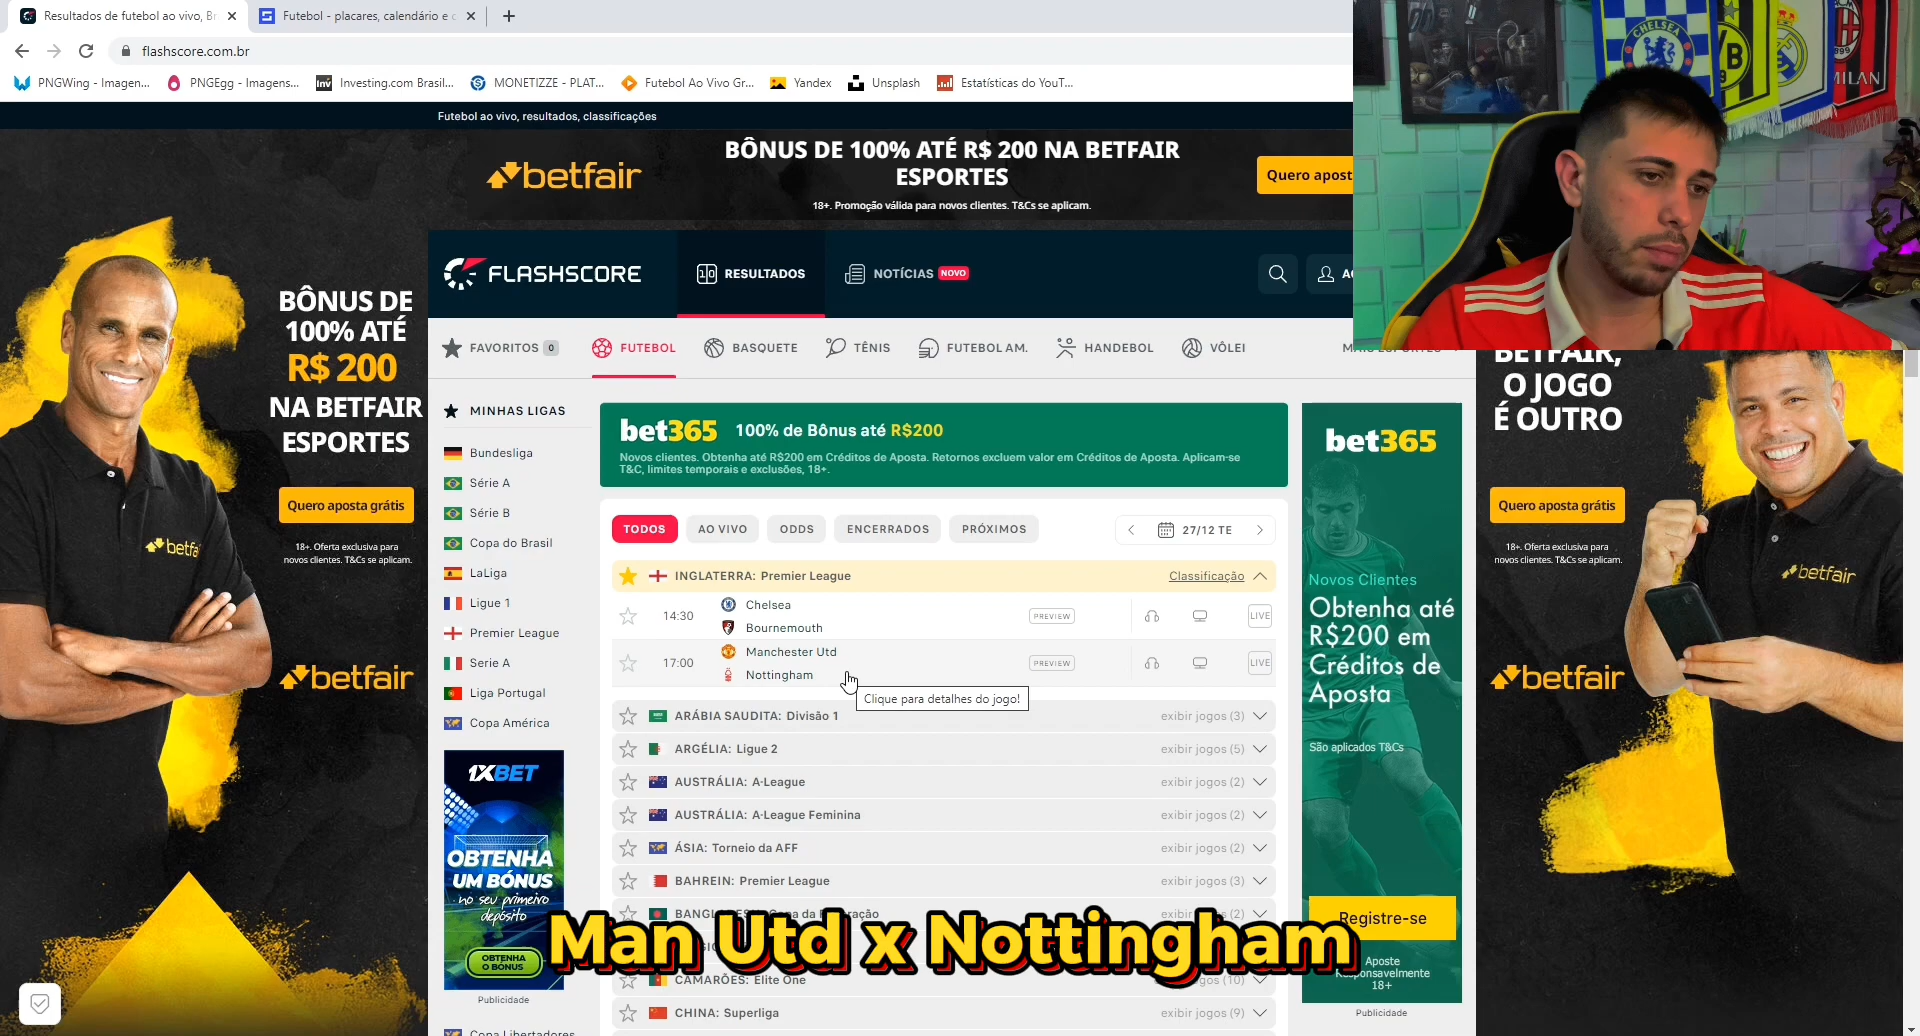 Resultados de futebol ao vivo, Br
Futebol - placares, calendário e c
flashscore.com.br
PNGWing - Imagen...
PNGEgg - Imagens...
Investing.com Brasil...
MONETIZZE - PLAT...
Futebol Ao Vivo Gr...
Yandex
Unsplash
Estatísticas do YouT...
Futebol ao vivo, resultados, classificações
betfair
BÔNUS DE 100% ATÉ R$ 200 NA BETFAIR
ESPORTES
18+. Promoção válida para novos clientes. T&Cs se aplicam.
Quero apost
CHELSEA
MILAN
FLASHSCORE
RESULTADOS
NOTÍCIAS NOVO
FAVORITOS 0
FUTEBOL
BASQUETE
TÊNIS
FUTEBOL AM.
HANDEBOL
VÔLEI
BÔNUS DE
100% ATÉ
R$ 200
NA BETFAIR
ESPORTES
Quero aposta grátis
18+. Oferta exclusiva para
novos clientes. T&Cs se aplicam.
betfair
betfair
MINHAS LIGAS
Bundesliga
Série A
Série B
Copa do Brasil
LaLiga
Ligue 1
Premier League
Serie A
Liga Portugal
Copa América
1XBET
OBTENHA
UM BÔNUS
no seu primeiro
depósito
OBTENHA
O BÔNUS
Publicidade
Copa Libertadores
bet365
100% de Bônus até R$200
Novos clientes. Obtenha até R$200 em Créditos de Aposta. Retornos excluem valor em Créditos de Aposta. Aplicam-se
T&C, limites temporais e exclusões, 18+.
TODOS
AO VIVO
ODDS
ENCERRADOS
PRÓXIMOS
27/12 TE
INGLATERRA: Premier League
Classificação
14:30
Chelsea
Bournemouth
PREVIEW
LIVE
17:00
Manchester Utd
Nottingham
PREVIEW
LIVE
Clique para detalhes do jogo!
ARÁBIA SAUDITA: Divisão 1
exibir jogos (3)
ARGÉLIA: Ligue 2
exibir jogos (5)
AUSTRÁLIA: A-League
exibir jogos (2)
AUSTRÁLIA: A-League Feminina
exibir jogos (2)
ÁSIA: Torneio da AFF
exibir jogos (2)
BAHREIN: Premier League
exibir jogos (3)
Man Utd x Nottingham
CAMARÕES: Elite One
(10)
CHINA: Superliga
exibir jogos (9)
bet365
Novos Clientes
Obtenha até
R$200 em
Créditos de
Aposta
São aplicados T&Cs
Registre-se
Aposte
Responsavelmente
18+
Publicidade
BETFAIR,
O JOGO
É OUTRO
Quero aposta grátis
18+. Oferta exclusiva para
novos clientes. T&Cs se aplicam.
betfair
betfair